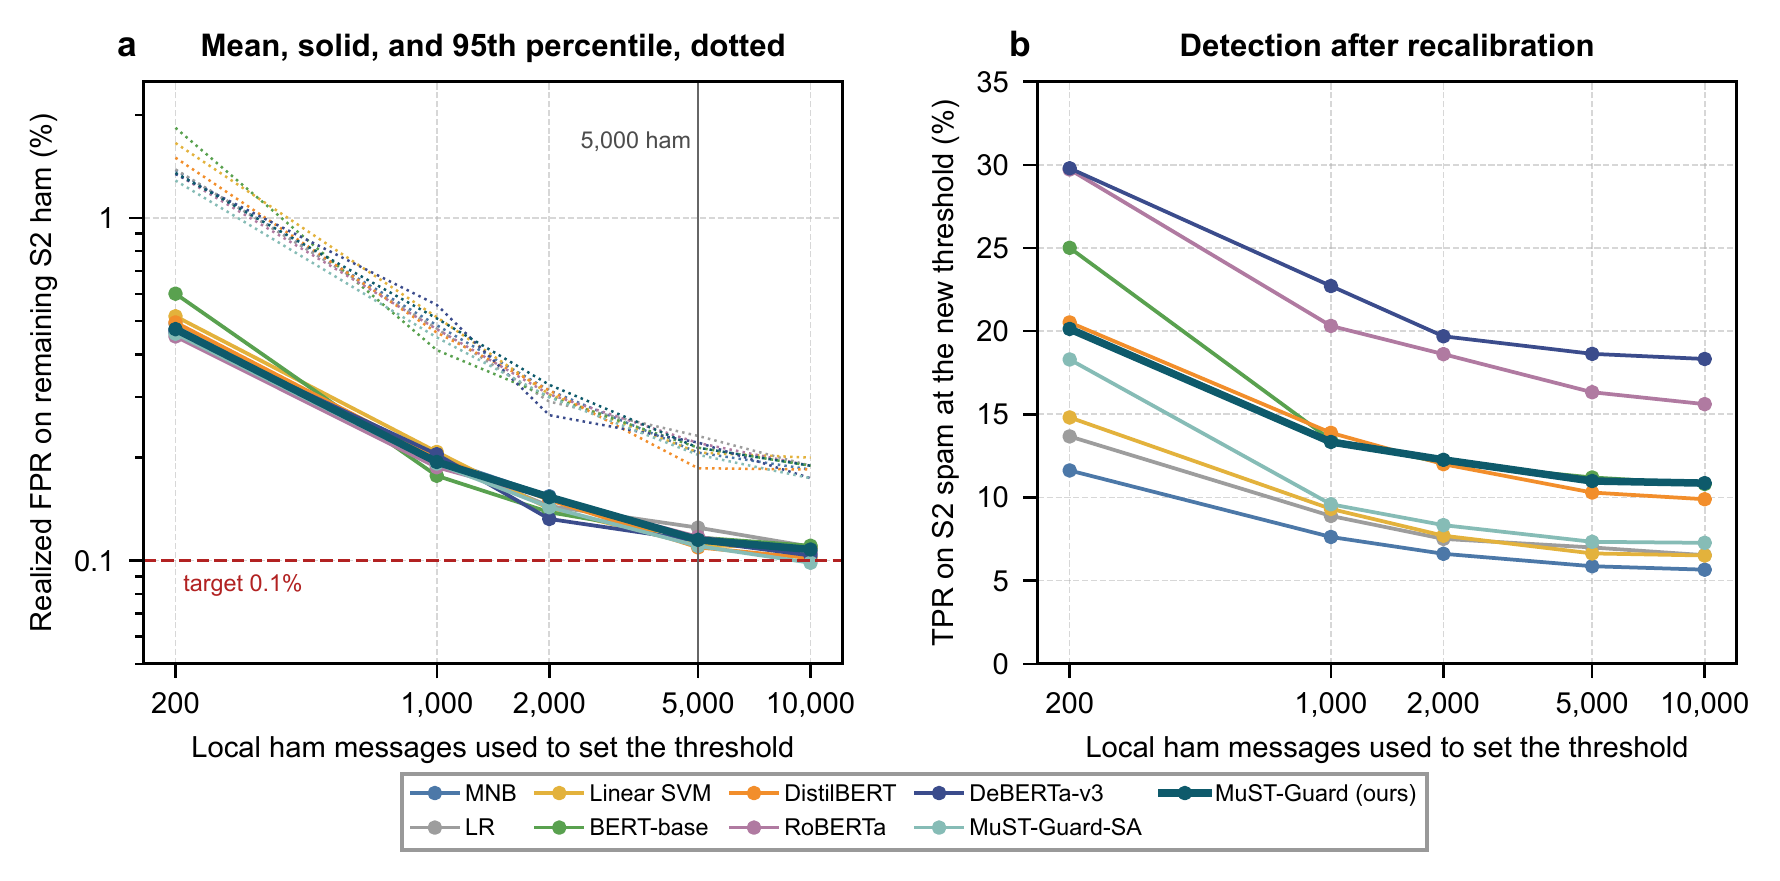 a
Mean, solid, and 95th percentile, dotted
Realized FPR on remaining S2 ham (%)
1
0.1
5,000 ham
target 0.1%
200
1,000
2,000
5,000
10,000
Local ham messages used to set the threshold
b
Detection after recalibration
TPR on S2 spam at the new threshold (%)
35
30
25
20
15
10
5
0
200
1,000
2,000
5,000
10,000
Local ham messages used to set the threshold
MNB
Linear SVM
DistilBERT
DeBERTa-v3
MuST-Guard (ours)
LR
BERT-base
RoBERTa
MuST-Guard-SA